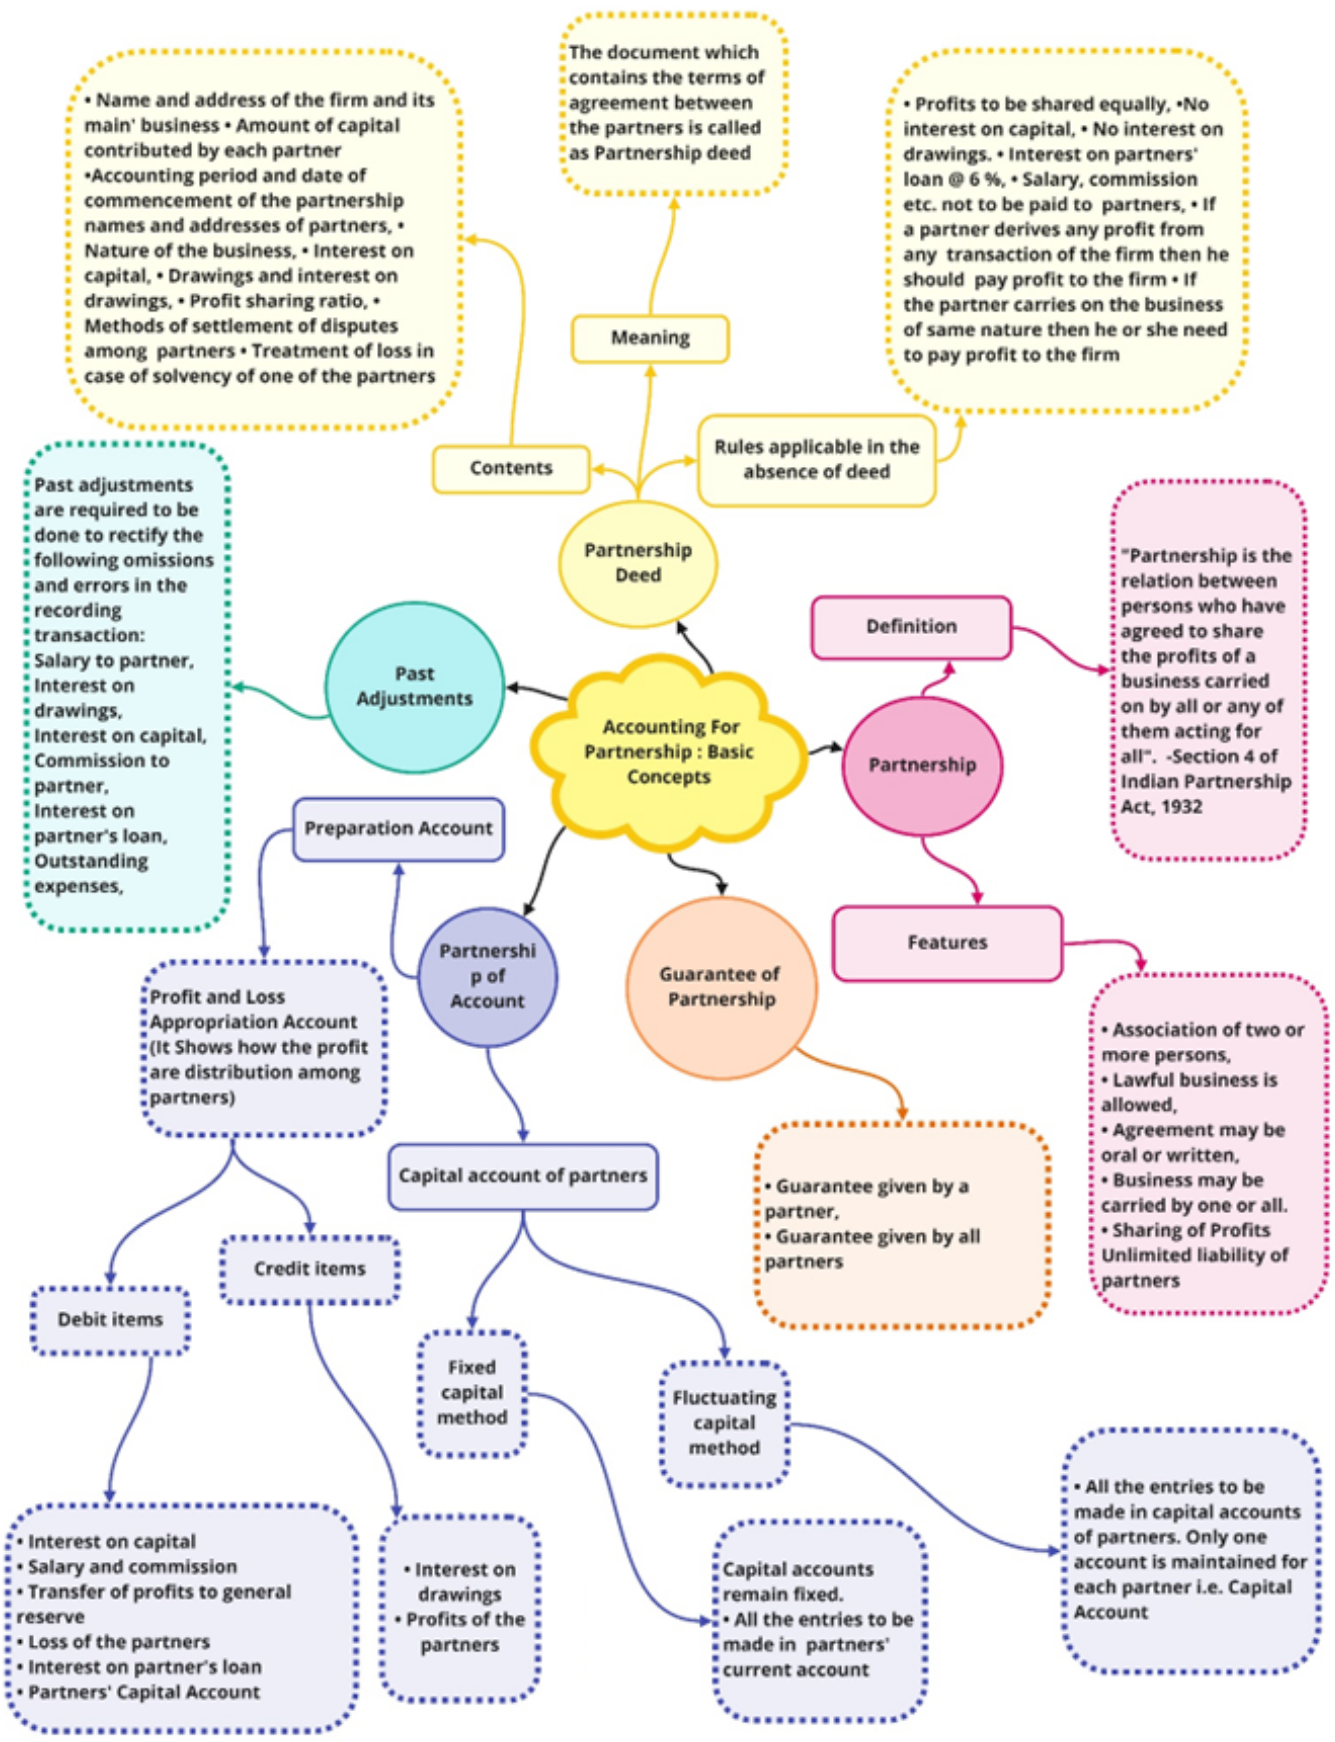 The document which
contains the terms of
agreement between
the partners is called
as Partnership deed
• Name and address of the firm and its
main' business • Amount of capital
contributed by each partner
•Accounting period and date of
commencement of the partnership
names and addresses of partners, •
Nature of the business, • Interest on
capital, • Drawings and interest on
drawings, • Profit sharing ratio, •
Methods of settlement of disputes
among partners • Treatment of loss in
case of solvency of one of the partners
• Profits to be shared equally, •No
interest on capital, • No interest on
drawings. • Interest on partners'
loan @ 6 %, • Salary, commission
etc. not to be paid to partners, • If
a partner derives any profit from
any transaction of the firm then he
should pay profit to the firm • If
the partner carries on the business
of same nature then he or she need
to pay profit to the firm
Meaning
Contents
Rules applicable in the
absence of deed
Partnership
Deed
Past adjustments
are required to be
done to rectify the
following omissions
and errors in the
recording
transaction:
Salary to partner,
Interest on
drawings,
Interest on capital,
Commission to
partner,
Interest on
partner's loan,
Outstanding
expenses,
Past
Adjustments
Accounting For
Partnership : Basic
Concepts
Definition
"Partnership is the
relation between
persons who have
agreed to share
the profits of a
business carried
on by all or any of
them acting for
all". -Section 4 of
Indian Partnership
Act, 1932
Partnership
Features
• Association of two or
more persons,
• Lawful business is
allowed,
• Agreement may be
oral or written,
• Business may be
carried by one or all.
• Sharing of Profits
Unlimited liability of
partners
Preparation Account
Partnershi
p of
Account
Guarantee of
Partnership
• Guarantee given by a
partner,
• Guarantee given by all
partners
Profit and Loss
Appropriation Account
(It Shows how the profit
are distribution among
partners)
Capital account of partners
Credit items
Debit items
Fixed
capital
method
Fluctuating
capital
method
• Interest on capital
• Salary and commission
• Transfer of profits to general
reserve
• Loss of the partners
• Interest on partner's loan
• Partners' Capital Account
• Interest on
drawings
• Profits of the
partners
Capital accounts
remain fixed.
• All the entries to be
made in partners'
current account
• All the entries to be
made in capital accounts
of partners. Only one
account is maintained for
each partner i.e. Capital
Account